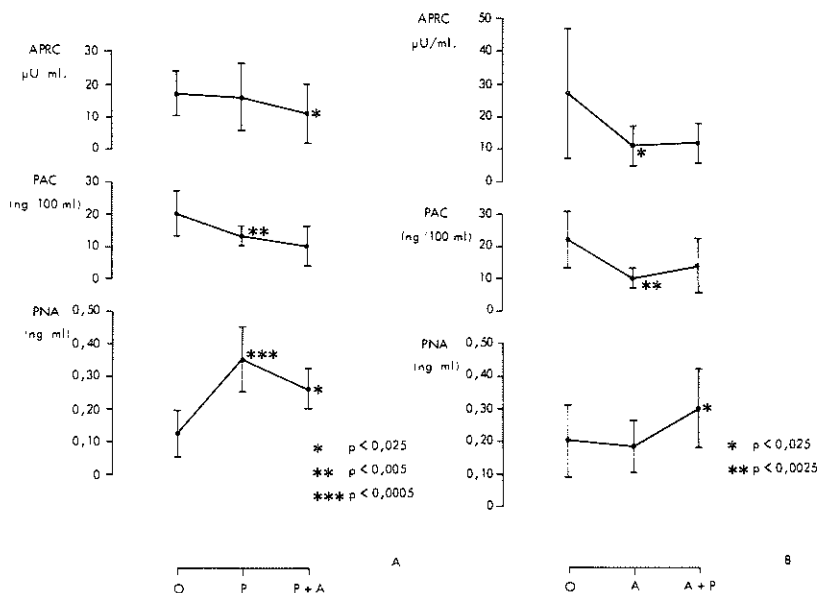 APRC
µU ml.
30
20
10
0
PAC
(ng 100 ml)
30
20
10
0
PNA
(ng ml)
0,50
0,40
0,30
0,20
0,10
0
*
**
***
*
* p < 0,025
** p < 0,005
*** p < 0,0005
O P P + A
A
APRC
µU/ml.
50
40
30
20
10
0
PAC
(ng /100 ml)
30
20
10
0
PNA
(ng ml)
0,50
0,40
0,30
0,20
0,10
0
*
**
*
* p < 0,025
** p < 0,0025
O A A + P
B